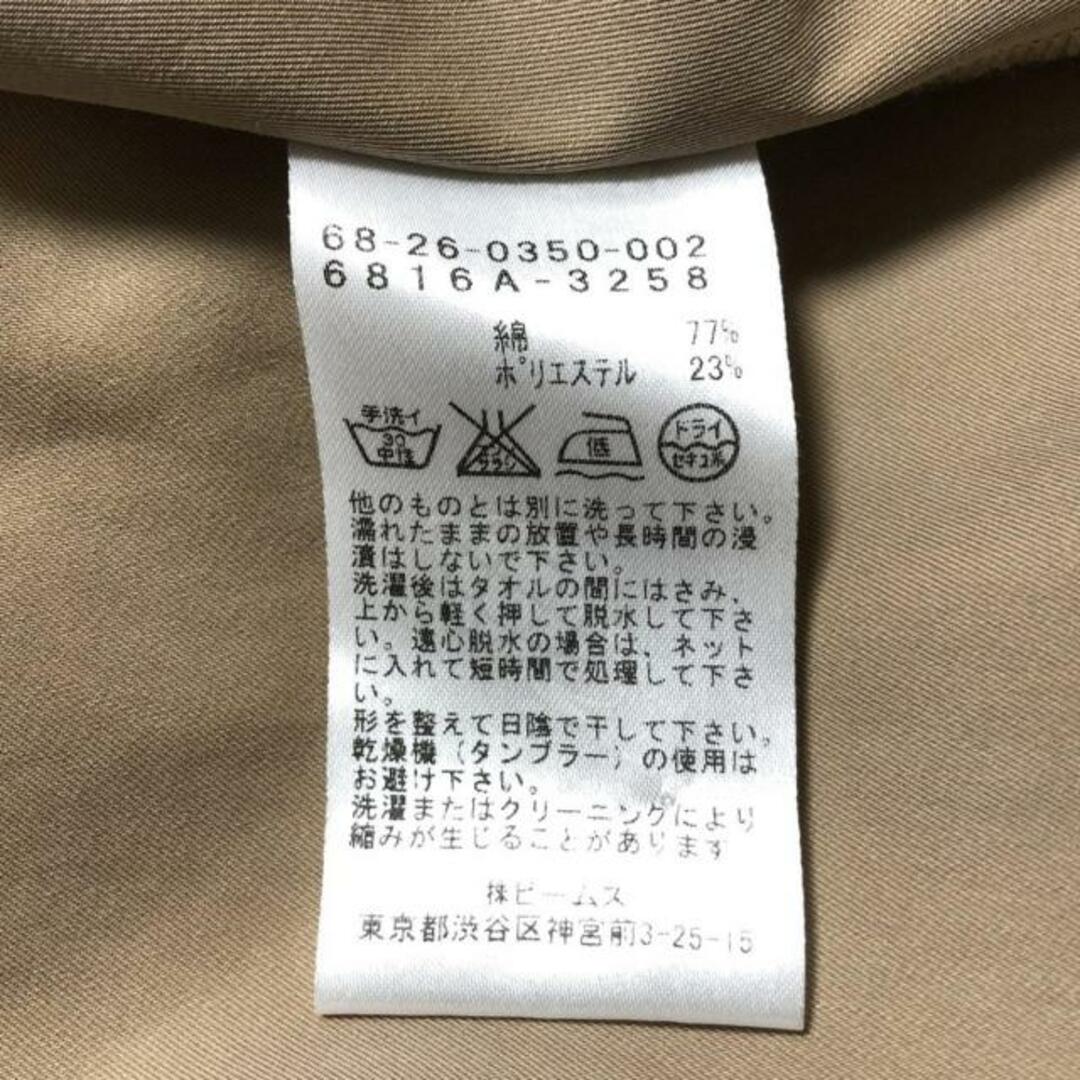 68-26-0350-002
6816A-3258
綿 77%
ポリエステル 23%
手洗イ
30
中性
エンソ
サラシ
低
ドライ
セキユ系
他のものとは別に洗って下さい。
濡れたままの放置や長時間の浸
漬はしないで下さい。
洗濯後はタオルの間にはさみ、
上から軽く押して脱水して下さ
い。遠心脱水の場合は、ネット
に入れて短時間で処理して下さ
い。
形を整えて日陰で干して下さい。
乾燥機(タンブラー)の使用は
お避け下さい。
洗濯またはクリーニングにより
縮みが生じることがあります
株ビームス
東京都渋谷区神宮前3-25-15